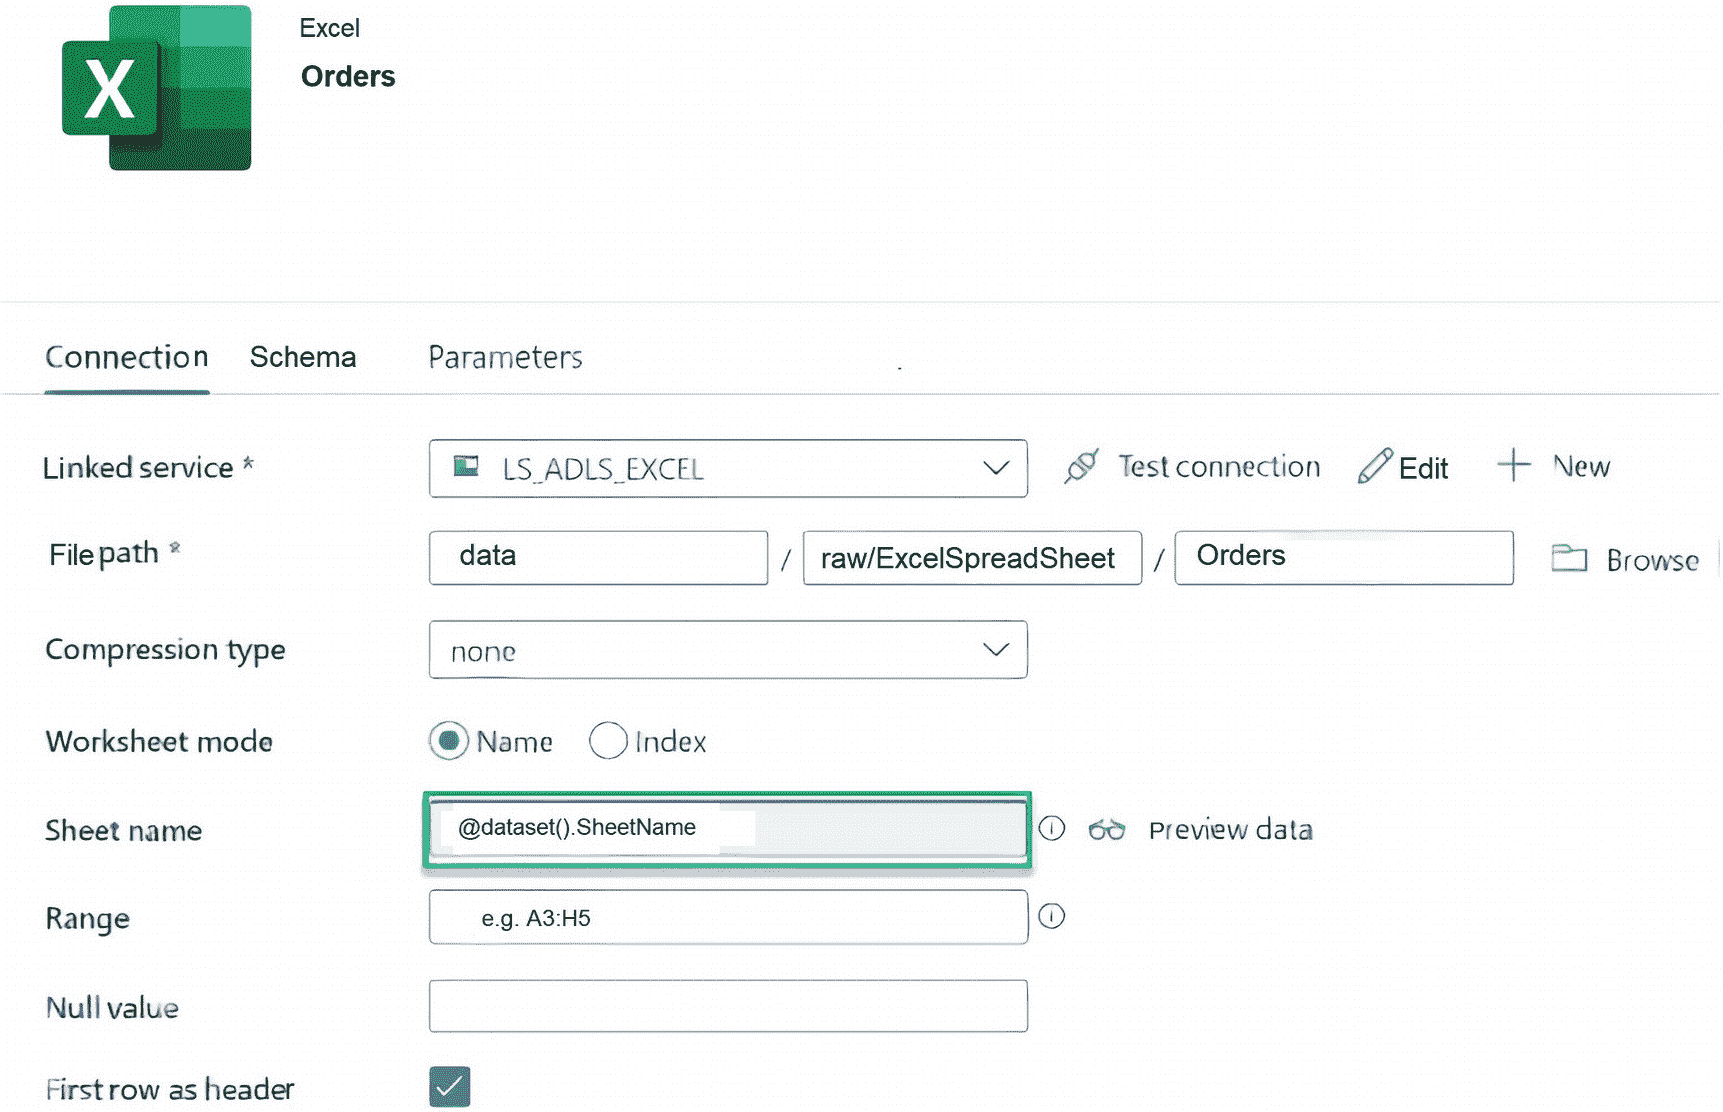 X
Excel
Orders
Connection Schema Parameters
Linked service * LS_ADLS_EXCEL Test connection Edit New
File path * data / raw/ExcelSpreadSheet / Orders Browse
Compression type none
Worksheet mode Name Index
Sheet name @dataset().SheetName Preview data
Range e.g. A3:H5
Null value
First row as header